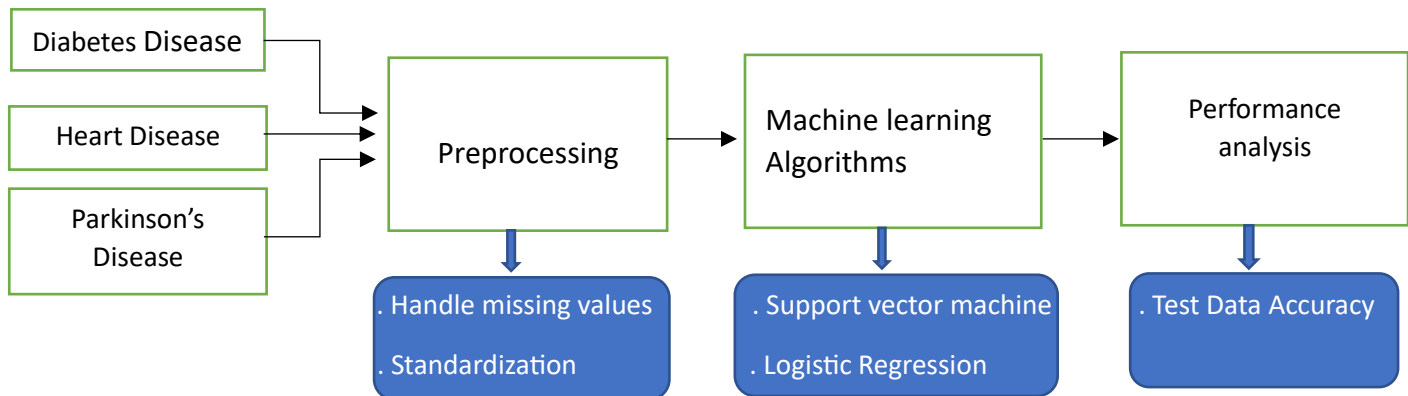 Diabetes Disease
Heart Disease
Parkinson's
Disease
Preprocessing
Machine learning
Algorithms
Performance
analysis
. Handle missing values
. Standardization
. Support vector machine
. Logistic Regression
. Test Data Accuracy